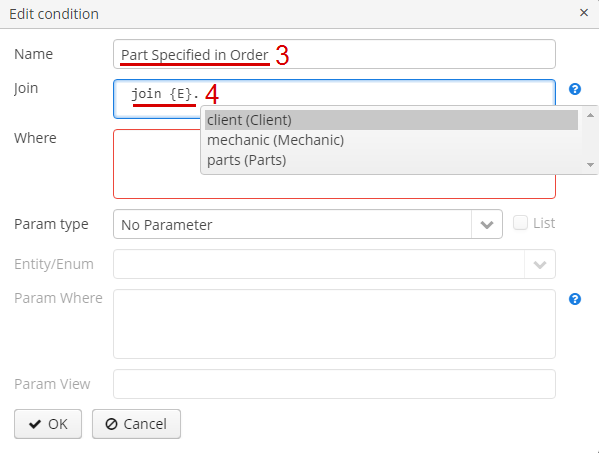 Edit condition ×
Name Part Specified in Order 3
Join join {E}. 4
client (Client)
Where mechanic (Mechanic)
parts (Parts)
Param type No Parameter List
Entity/Enum
Param Where
Param View
OK Cancel